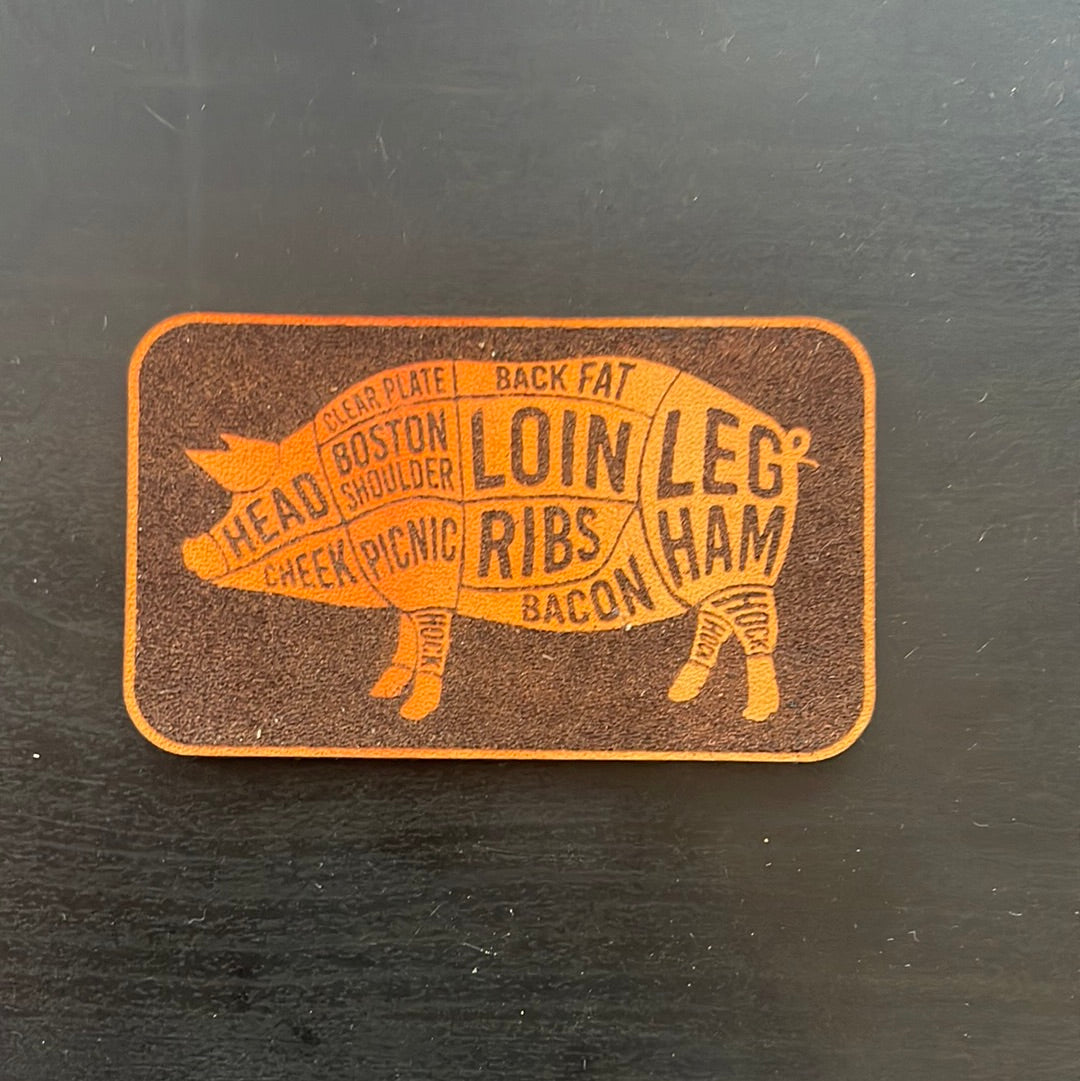 CLEAR PLATE
BACK FAT
BOSTON
SHOULDER
LOIN
LEG
HEAD
CHEEK
PICNIC
RIBS
HAM
BACON
HOCK
HOCK
HOCK